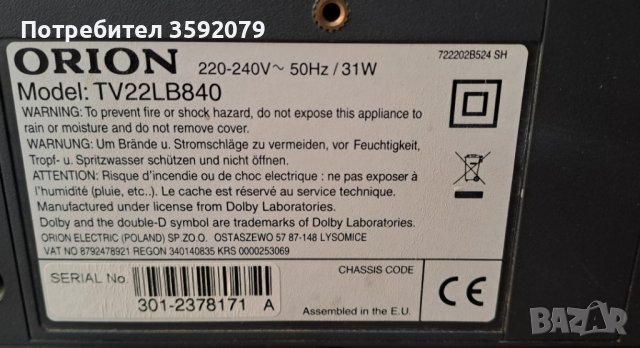 Потребител 3592079
ORION 220-240V~ 50Hz / 31W 722202B524 SH
Model: TV22LB840
WARNING: To prevent fire or shock hazard, do not expose this appliance to
rain or moisture and do not remove cover.
WARNUNG: Um Brände u. Stromschläge zu vermeiden, vor Feuchtigkeit,
Tropf- u. Spritzwasser schützen und nicht öffnen.
ATTENTION: Risque d'incendie ou de choc electrique : ne pas exposer à
l'humidité (pluie, etc..). Le cache est réservé au service technique.
Manufactured under license from Dolby Laboratories.
Dolby and the double-D symbol are trademarks of Dolby Laboratories.
ORION ELECTRIC (POLAND) SP.ZO.O. OSTASZEWO 57 87-148 LYSOMICE
VAT NO 8792478921 REGON 340140835 KRS 0000253069
SERIAL No. CHASSIS CODE
301-2378171 A Assembled in the E.U.
CE
BAZAR